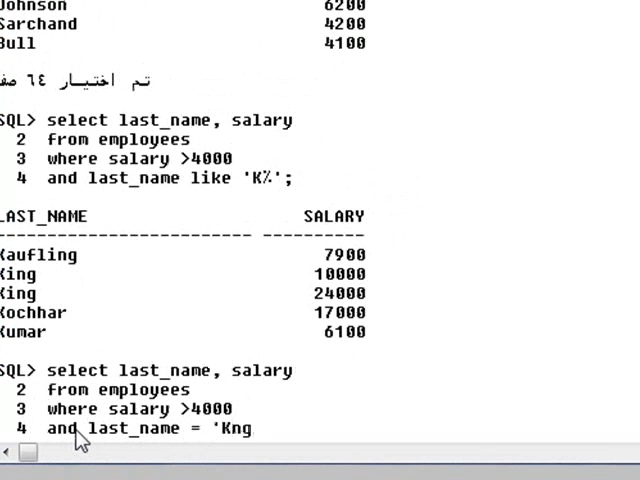 Johnson 6200
Sarchand 4200
Bull 4100
تم اختيار ٦٤ صف
SQL> select last_name, salary
2 from employees
3 where salary >4000
4 and last_name like 'K%';
LAST_NAME SALARY
------------------------- ----------
Kaufling 7900
King 10000
King 24000
Kochhar 17000
Kumar 6100
SQL> select last_name, salary
2 from employees
3 where salary >4000
4 and last_name = 'Kng